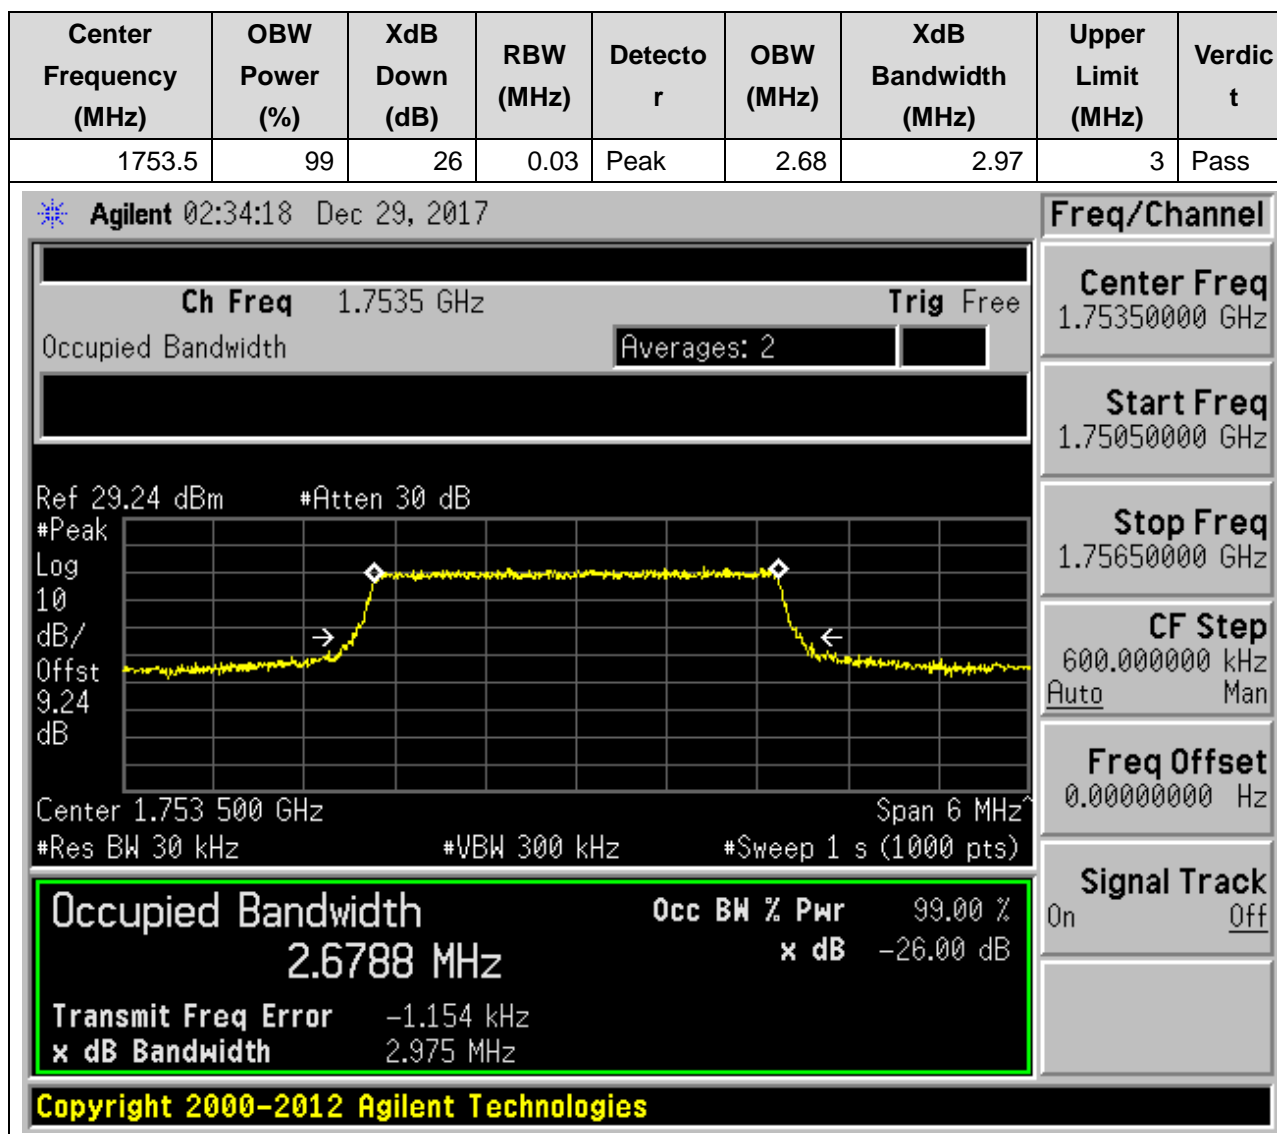 Center Frequency (MHz) OBW Power (%) XdB Down (dB) RBW (MHz) Detecto r OBW (MHz) XdB Bandwidth (MHz) Upper Limit (MHz) Verdic t
1753.5 99 26 0.03 Peak 2.68 2.97 3 Pass
Agilent 02:34:18 Dec 29, 2017
Freq/Channel
Ch Freq 1.7535 GHz Trig Free
Occupied Bandwidth Averages: 2
Ref 29.24 dBm #Atten 30 dB
#Peak
Log
10
dB/
Offst
9.24
dB
Center 1.753 500 GHz Span 6 MHz^
#Res BW 30 kHz #VBW 300 kHz #Sweep 1 s (1000 pts)
Occupied Bandwidth Occ BW % Pwr 99.00 %
2.6788 MHz x dB -26.00 dB
Transmit Freq Error -1.154 kHz
x dB Bandwidth 2.975 MHz
Center Freq
1.75350000 GHz
Start Freq
1.75050000 GHz
Stop Freq
1.75650000 GHz
CF Step
600.000000 kHz
Auto Man
Freq Offset
0.00000000 Hz
Signal Track
On Off
Copyright 2000-2012 Agilent Technologies